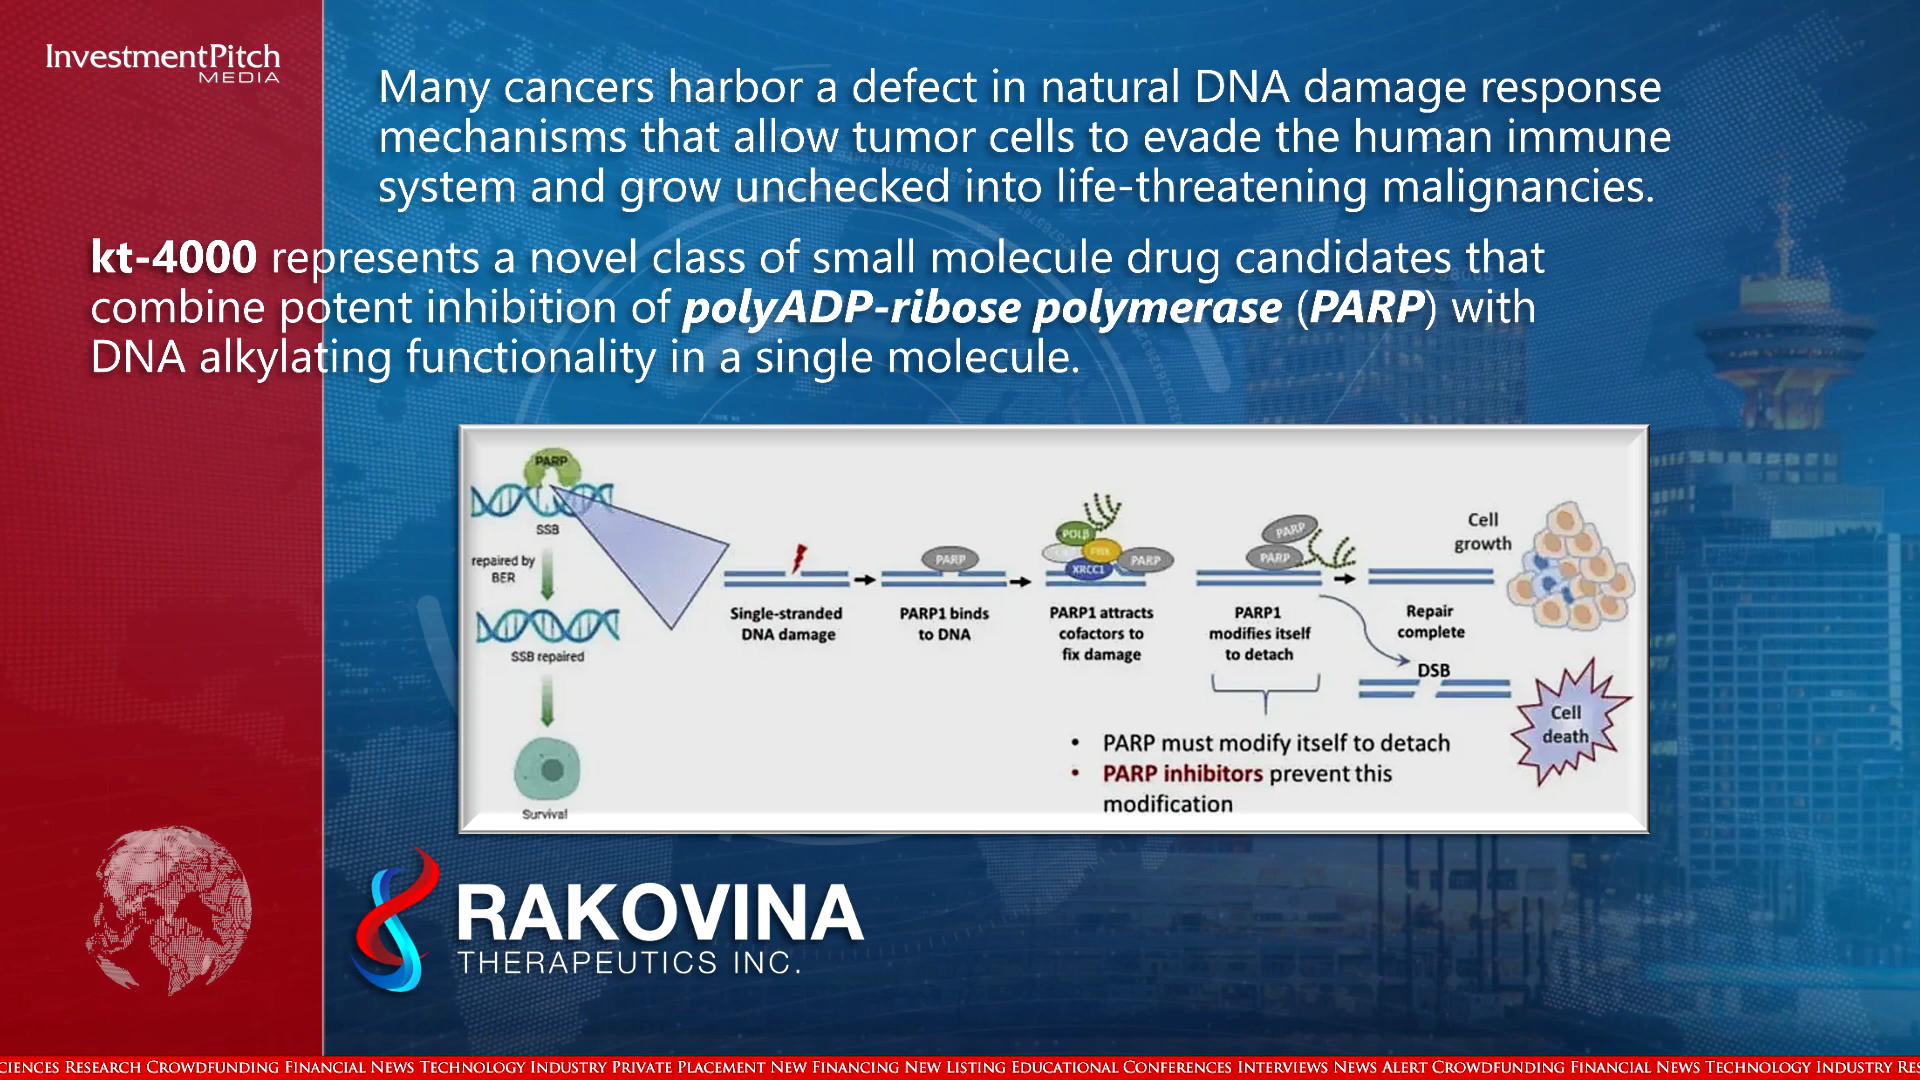 InvestmentPitch
MEDIA
Many cancers harbor a defect in natural DNA damage response
mechanisms that allow tumor cells to evade the human immune
system and grow unchecked into life-threatening malignancies.
kt-4000 represents a novel class of small molecule drug candidates that
combine potent inhibition of polyADP-ribose polymerase (PARP) with
DNA alkylating functionality in a single molecule.
PARP
SSB
repaired by
BER
SSB repaired
Survival
Single-stranded
DNA damage
PARP
PARP1 binds
to DNA
POLβ
PARP
XRCC1
PARP1 attracts
cofactors to
fix damage
PARP
PARP
PARP1
modifies itself
to detach
Repair
complete
Cell
growth
DSB
Cell
death
• PARP must modify itself to detach
• PARP inhibitors prevent this
modification
RAKOVINA
THERAPEUTICS INC.
CIENCES RESEARCH CROWDFUNDING FINANCIAL NEWS TECHNOLOGY INDUSTRY PRIVATE PLACEMENT NEW FINANCING NEW LISTING EDUCATIONAL CONFERENCES INTERVIEWS NEWS ALERT CROWDFUNDING FINANCIAL NEWS TECHNOLOGY INDUSTRY RES